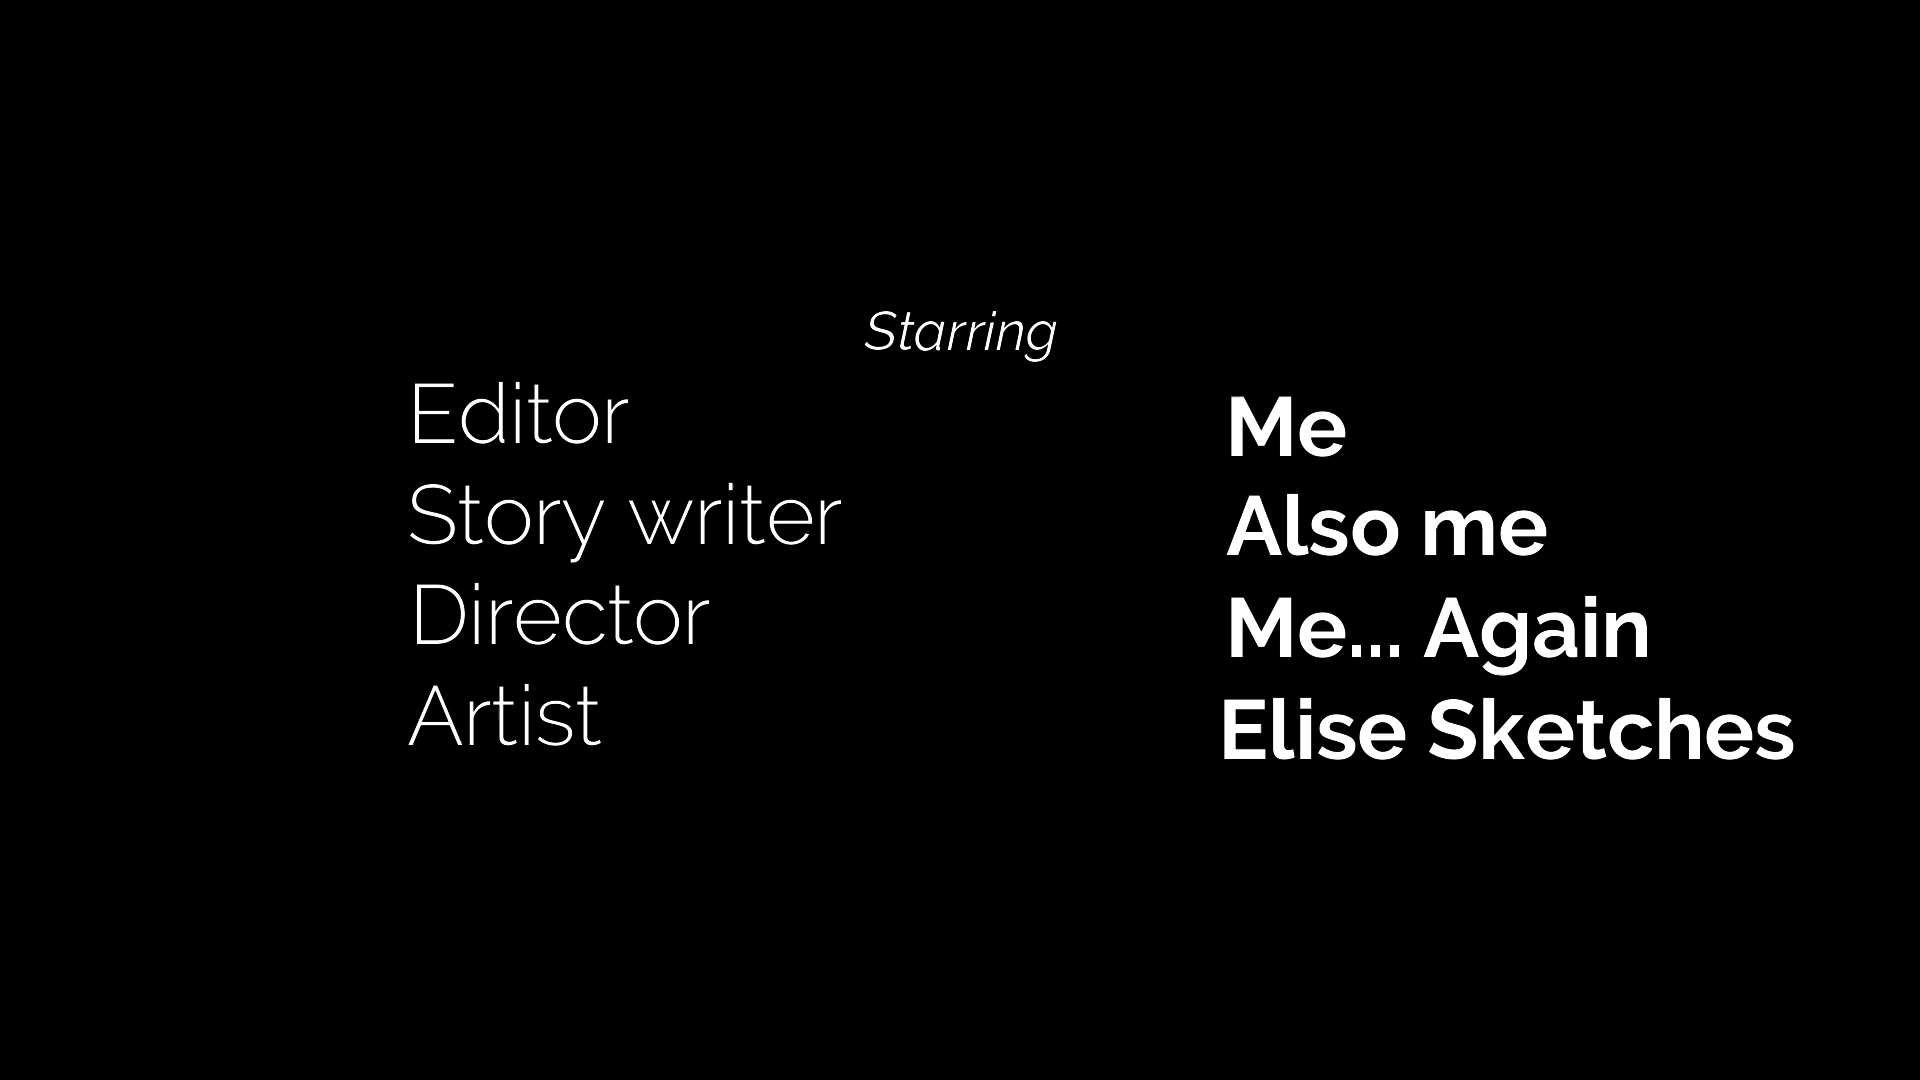 Starring
Editor Me
Story writer Also me
Director Me... Again
Artist Elise Sketches